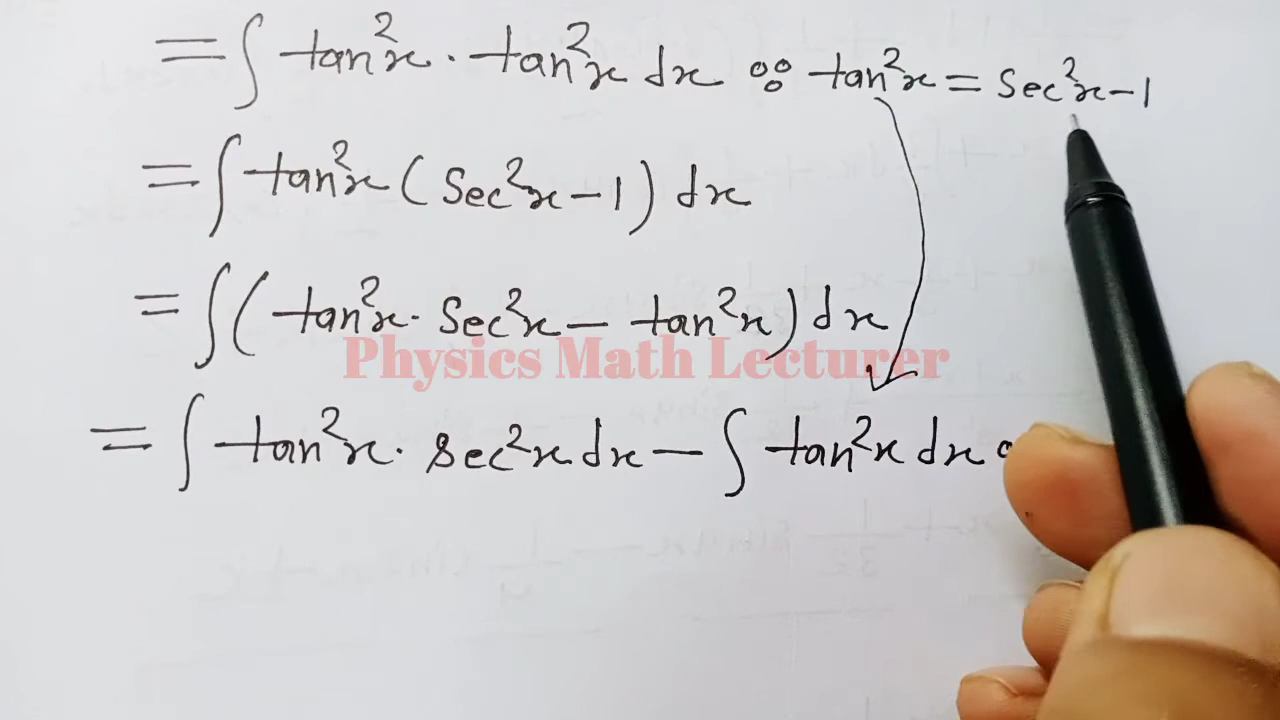 = ∫ tan²x · tan²x dx ∵ tan²x = Sec²x – 1
= ∫ tan²x (Sec²x – 1) dx
= ∫ (tan²x · Sec²x – tan²x) dx
Physics Math Lecturer
= ∫ tan²x · sec²x dx – ∫ tan²x dx